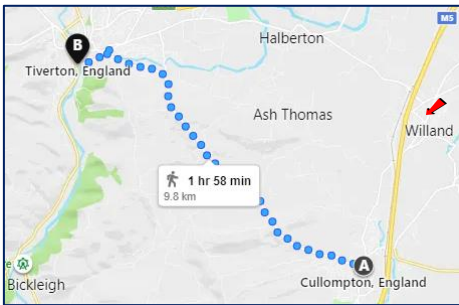 M5
Halberton
B
Tiverton, England
Ash Thomas
Willand
1 hr 58 min
9.8 km
A
Bickleigh
Cullompton, England